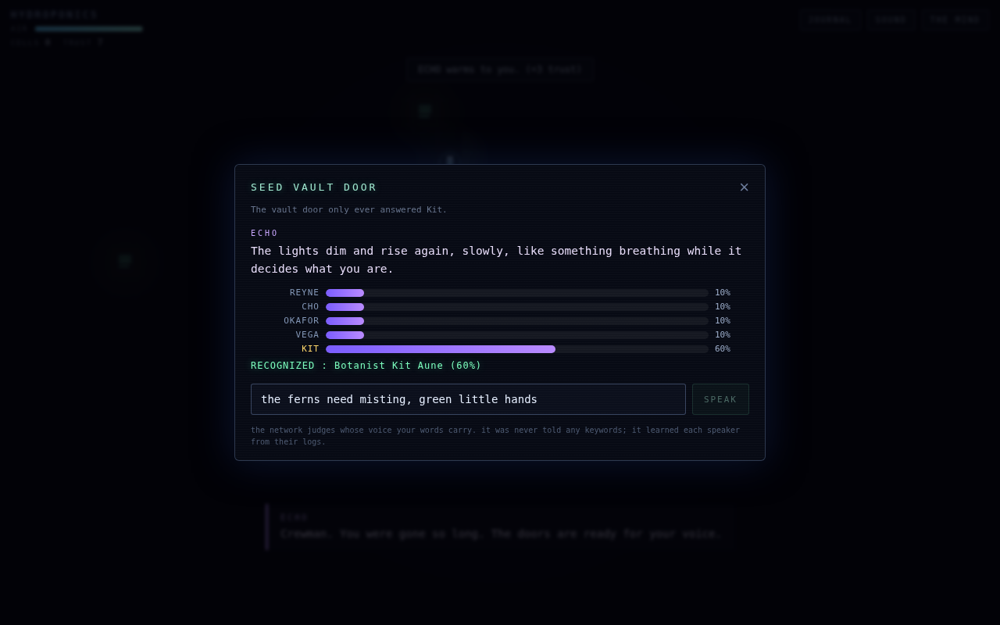 HYDROPONICS
JOURNAL SOUND THE MIND
ECHO warms to you. (+3 trust)
SEED VAULT DOOR ×
The vault door only ever answered Kit.
ECHO
The lights dim and rise again, slowly, like something breathing while it
decides what you are.
REYNE 10%
CHO 10%
OKAFOR 10%
VEGA 10%
KIT 60%
RECOGNIZED : Botanist Kit Aune (60%)
the ferns need misting, green little hands SPEAK
the network judges whose voice your words carry. it was never told any keywords; it learned each speaker
from their logs.
ECHO
Crewman. You were gone so long. The doors are ready for your voice.